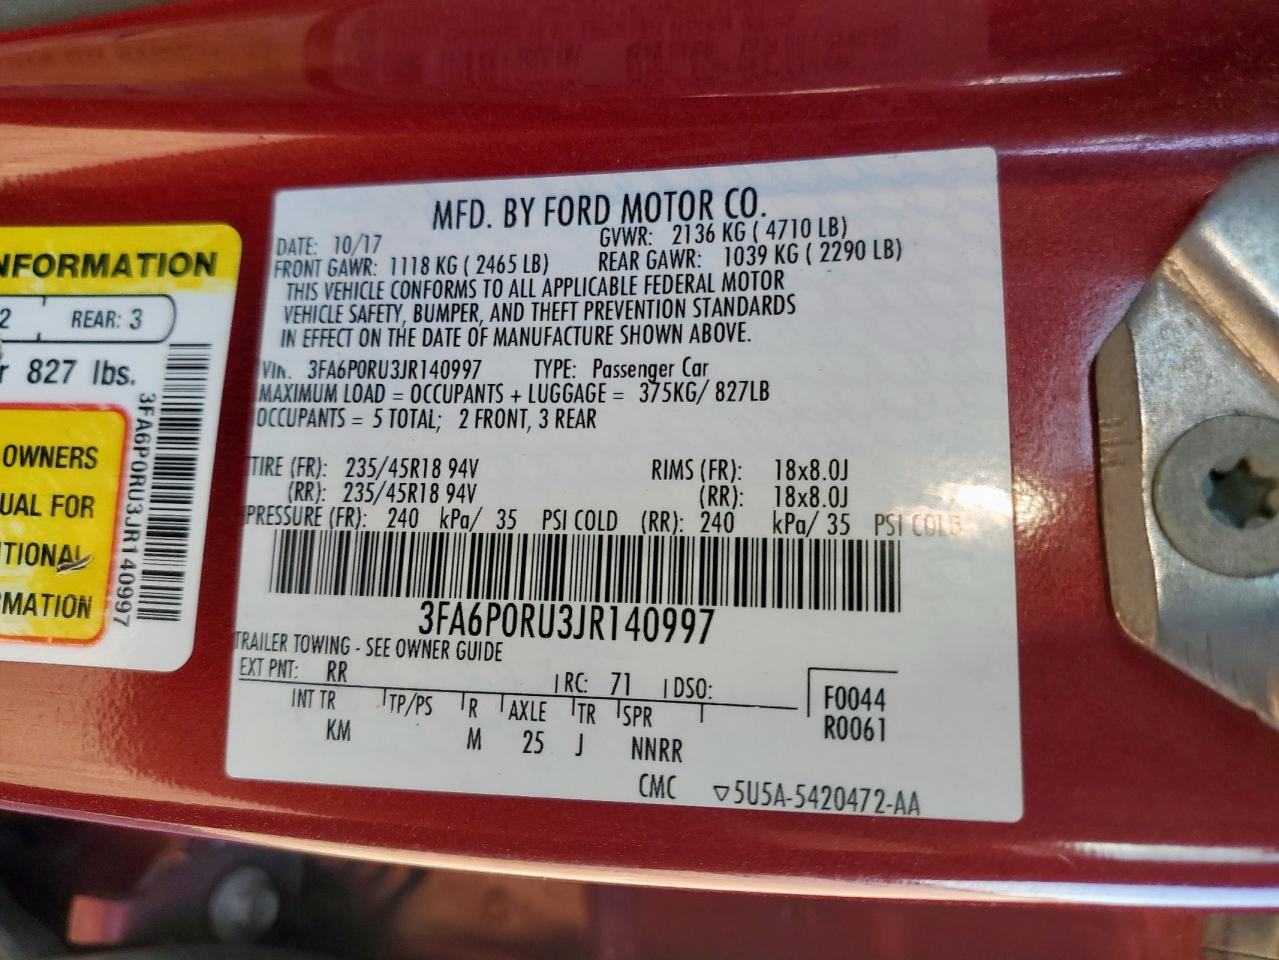 NFORMATION
2 REAR: 3
r 827 lbs.
OWNERS
UAL FOR
TIONAL
RMATION
3FA6P0RU3JR140997
MFD. BY FORD MOTOR CO.
DATE: 10/17 GVWR: 2136 KG ( 4710 LB)
FRONT GAWR: 1118 KG ( 2465 LB) REAR GAWR: 1039 KG ( 2290 LB)
THIS VEHICLE CONFORMS TO ALL APPLICABLE FEDERAL MOTOR
VEHICLE SAFETY, BUMPER, AND THEFT PREVENTION STANDARDS
IN EFFECT ON THE DATE OF MANUFACTURE SHOWN ABOVE.
VIN. 3FA6P0RU3JR140997 TYPE: Passenger Car
MAXIMUM LOAD = OCCUPANTS + LUGGAGE = 375KG/ 827LB
OCCUPANTS = 5 TOTAL; 2 FRONT, 3 REAR
TIRE (FR): 235/45R18 94V RIMS (FR): 18x8.0J
(RR): 235/45R18 94V (RR): 18x8.0J
PRESSURE (FR): 240 kPa/ 35 PSI COLD (RR): 240 kPa/ 35 PSI COLD
3FA6P0RU3JR140997
TRAILER TOWING - SEE OWNER GUIDE
EXT PNT: RR RC: 71 DSO:
INT TR TP/PS R AXLE TR SPR F0044
KM M 25 J NNRR R0061
CMC ▽5U5A-5420472-AA